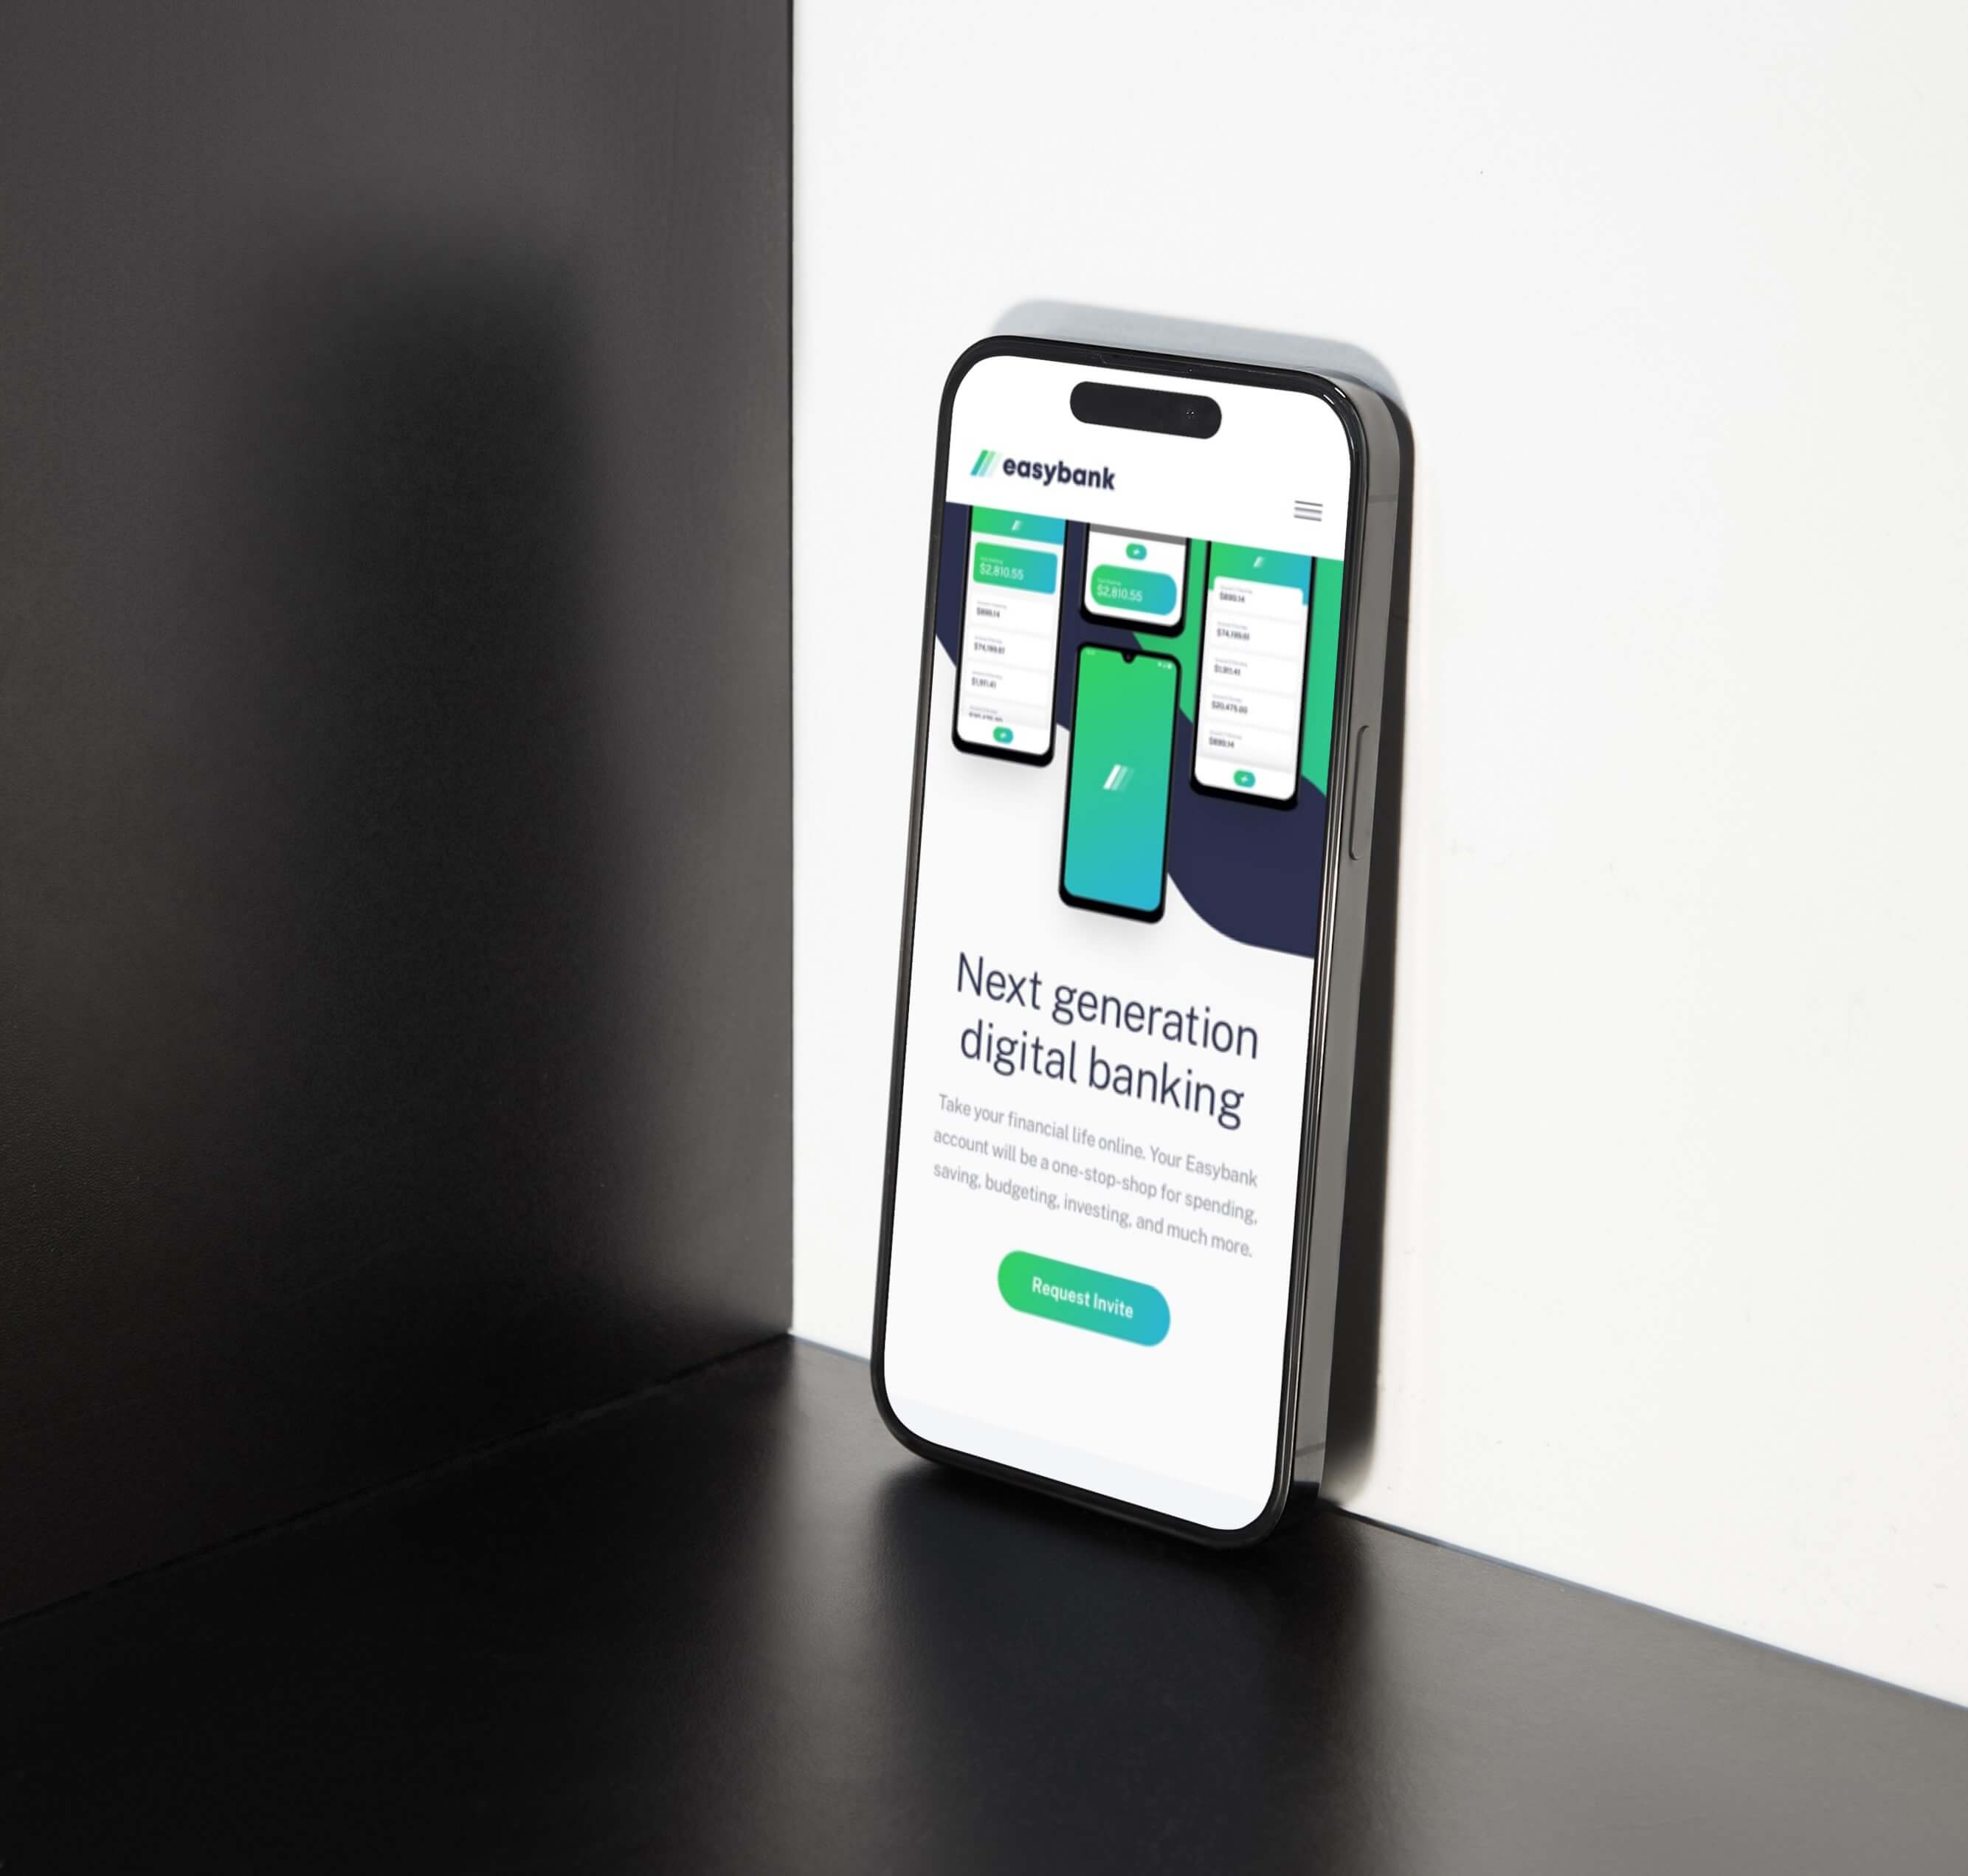 easybank
$2,810.55
$899.14
$74,199.61
$1,911.41
$2,810.55
$899.14
$74,199.61
$1,911.41
$20,475.00
$899.14
Next generation
digital banking
Take your financial life online. Your Easybank
account will be a one-stop-shop for spending,
saving, budgeting, investing, and much more.
Request Invite